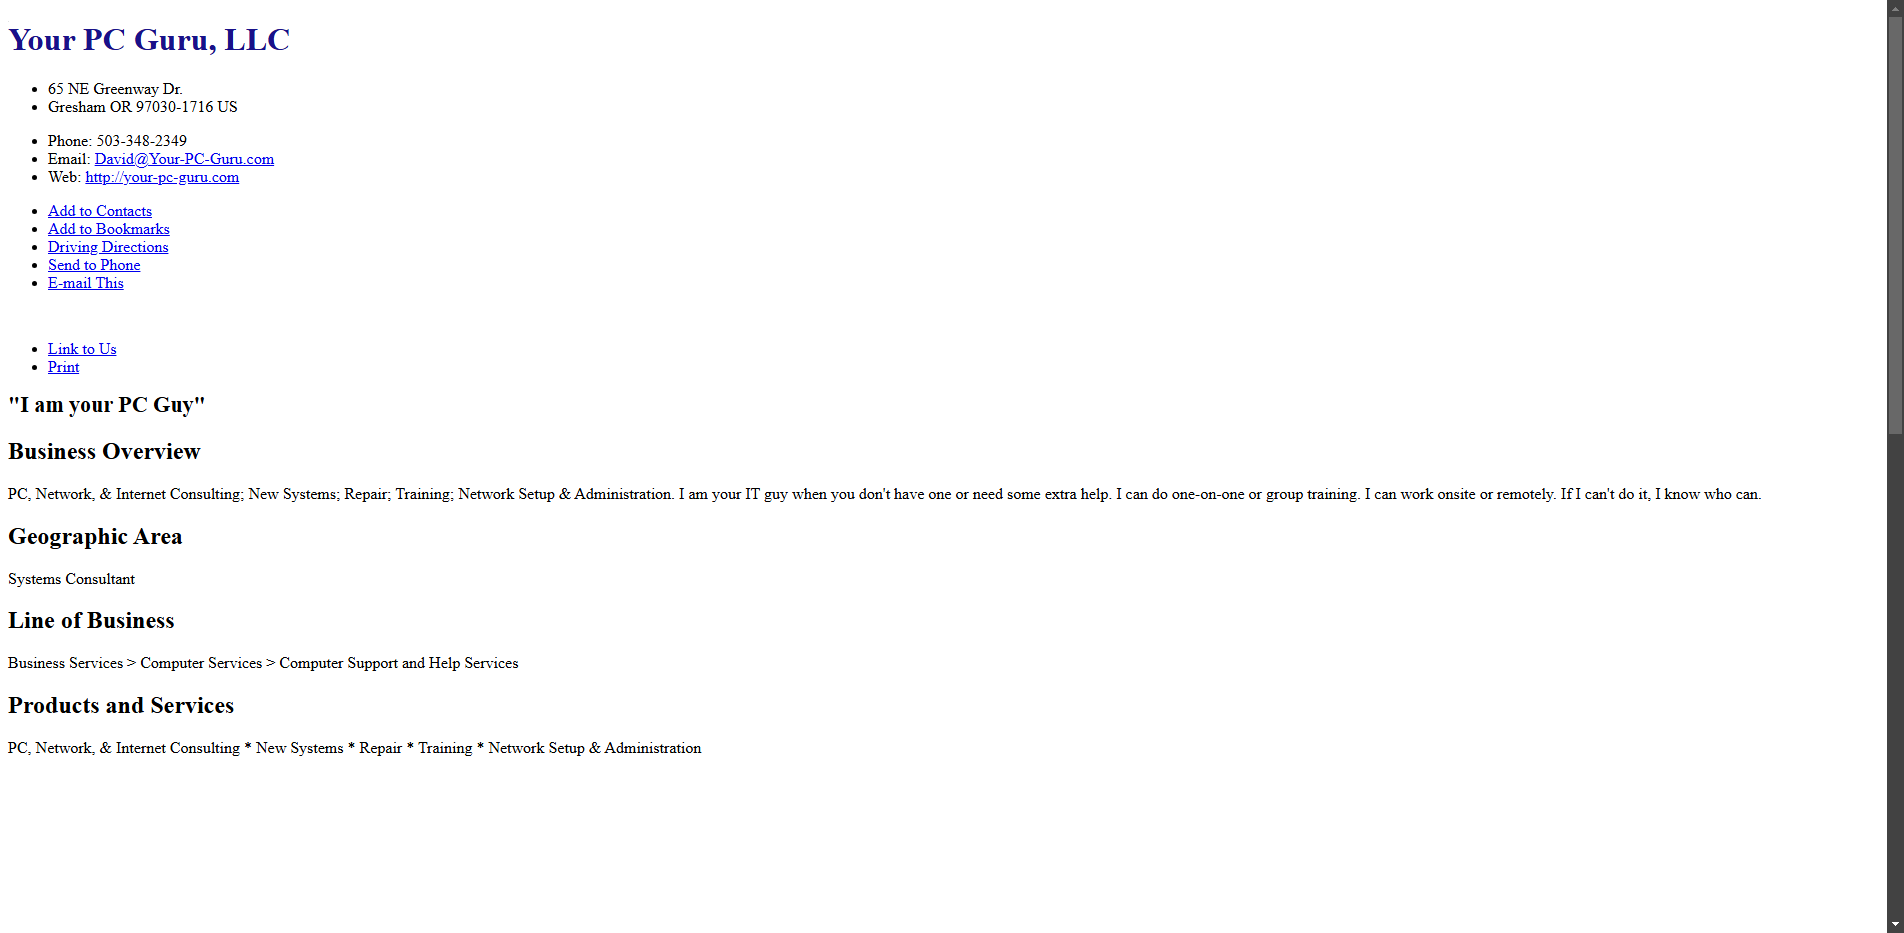 Your PC Guru, LLC
65 NE Greenway Dr.
Gresham OR 97030-1716 US
Phone: 503-348-2349
Email: David@Your-PC-Guru.com
Web: http://your-pc-guru.com
Add to Contacts
Add to Bookmarks
Driving Directions
Send to Phone
E-mail This
Link to Us
Print
"I am your PC Guy"
Business Overview
PC, Network, & Internet Consulting; New Systems; Repair; Training; Network Setup & Administration. I am your IT guy when you don't have one or need some extra help. I can do one-on-one or group training. I can work onsite or remotely. If I can't do it, I know who can.
Geographic Area
Systems Consultant
Line of Business
Business Services > Computer Services > Computer Support and Help Services
Products and Services
PC, Network, & Internet Consulting * New Systems * Repair * Training * Network Setup & Administration